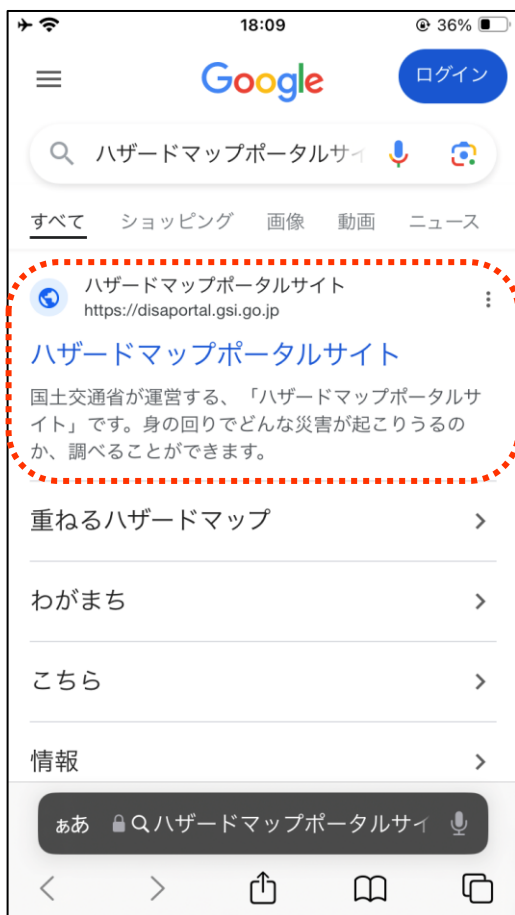 18:09
36%
Google
ログイン
ハザードマップポータルサイ
すべて ショッピング 画像 動画 ニュース
ハザードマップポータルサイト
https://disaportal.gsi.go.jp
ハザードマップポータルサイト
国土交通省が運営する、「ハザードマップポータルサ
イト」です。身の回りでどんな災害が起こりうるの
か、調べることができます。
重ねるハザードマップ
わがまち
こちら
情報
ぁあ ハザードマップポータルサイ